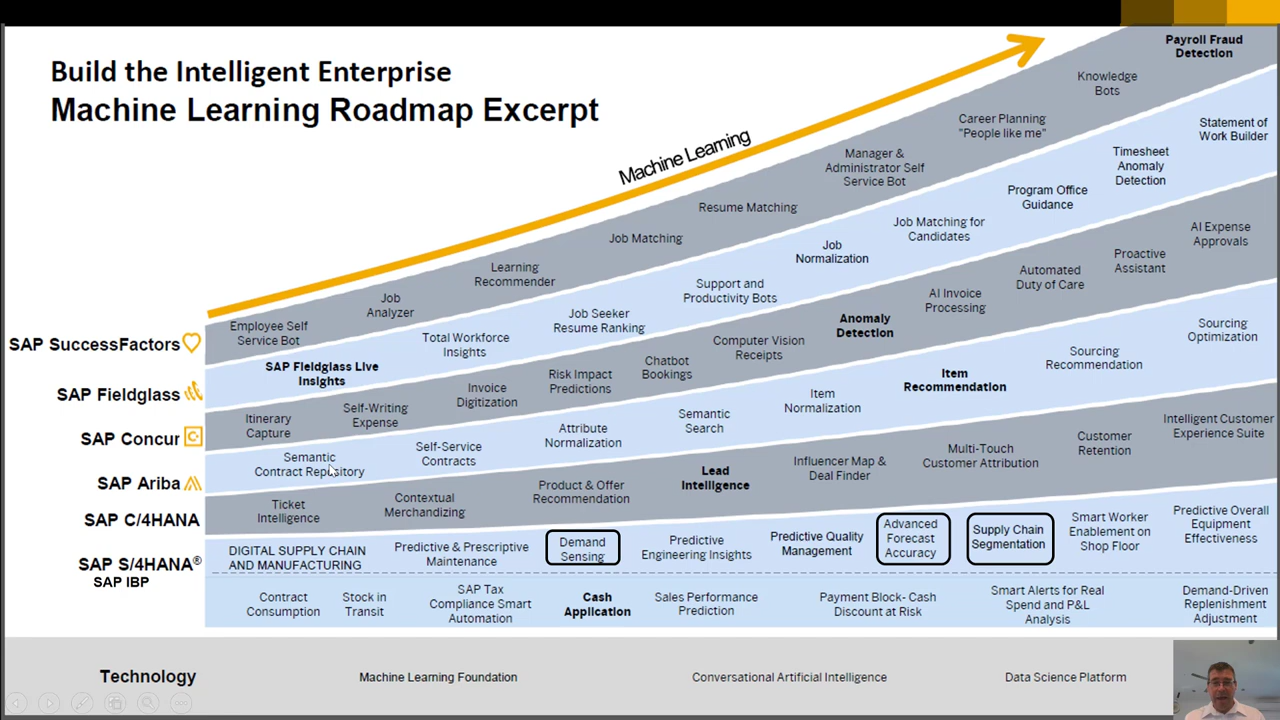 Build the Intelligent Enterprise
Machine Learning Roadmap Excerpt
Machine Learning
SAP SuccessFactors
Employee Self
Service Bot
Job
Analyzer
Learning
Recommender
Job Matching
Resume Matching
Manager &
Administrator Self
Service Bot
Career Planning
"People like me"
Knowledge
Bots
Payroll Fraud
Detection
SAP Fieldglass
SAP Fieldglass Live
Insights
Total Workforce
Insights
Job Seeker
Resume Ranking
Support and
Productivity Bots
Job
Normalization
Job Matching for
Candidates
Program Office
Guidance
Timesheet
Anomaly
Detection
Statement of
Work Builder
SAP Concur
Itinerary
Capture
Self-Writing
Expense
Invoice
Digitization
Risk Impact
Predictions
Chatbot
Bookings
Computer Vision
Receipts
Anomaly
Detection
AI Invoice
Processing
Automated
Duty of Care
Proactive
Assistant
AI Expense
Approvals
SAP Ariba
Semantic
Contract Repository
Self-Service
Contracts
Attribute
Normalization
Semantic
Search
Item
Normalization
Item
Recommendation
Sourcing
Recommendation
Sourcing
Optimization
SAP C/4HANA
Ticket
Intelligence
Contextual
Merchandizing
Product & Offer
Recommendation
Lead
Intelligence
Influencer Map &
Deal Finder
Multi-Touch
Customer Attribution
Customer
Retention
Intelligent Customer
Experience Suite
SAP S/4HANA®
SAP IBP
DIGITAL SUPPLY CHAIN
AND MANUFACTURING
Predictive & Prescriptive
Maintenance
Demand
Sensing
Predictive
Engineering Insights
Predictive Quality
Management
Advanced
Forecast
Accuracy
Supply Chain
Segmentation
Smart Worker
Enablement on
Shop Floor
Predictive Overall
Equipment
Effectiveness
Contract
Consumption
Stock in
Transit
SAP Tax
Compliance Smart
Automation
Cash
Application
Sales Performance
Prediction
Payment Block- Cash
Discount at Risk
Smart Alerts for Real
Spend and P&L
Analysis
Demand-Driven
Replenishment
Adjustment
Technology
Machine Learning Foundation
Conversational Artificial Intelligence
Data Science Platform